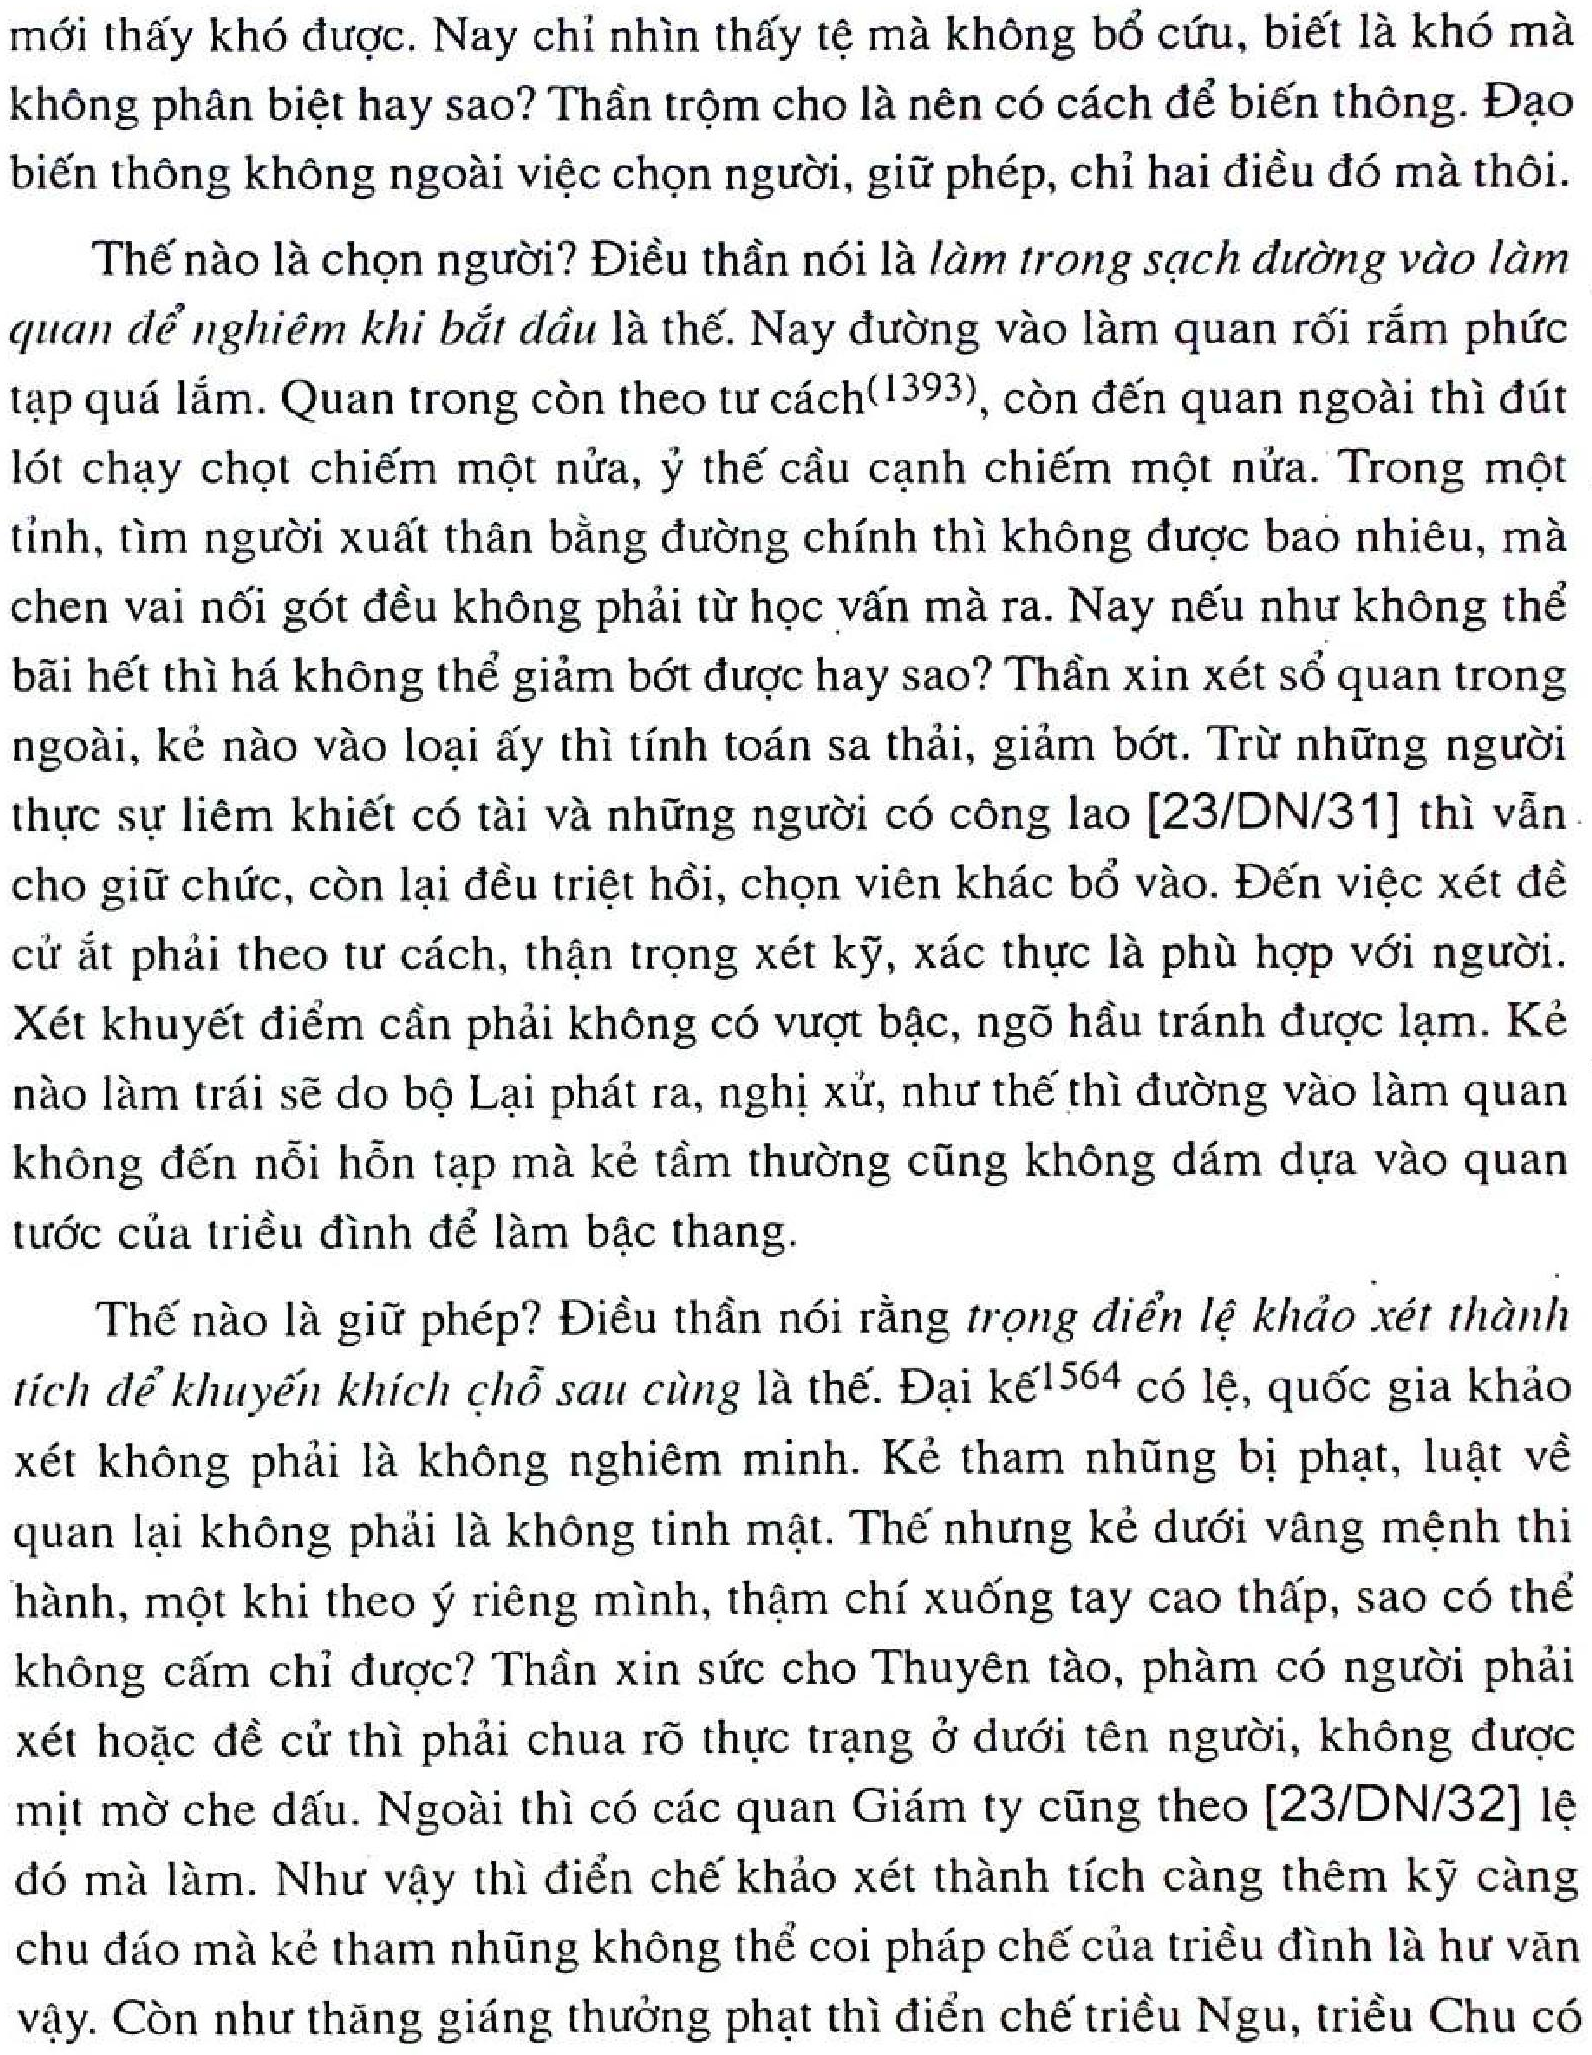 mới thấy khó được. Nay chỉ nhìn thấy tệ mà không bổ cứu, biết là khó mà
không phân biệt hay sao? Thần trộm cho là nên có cách để biến thông. Đạo
biến thông không ngoài việc chọn người, giữ phép, chỉ hai điều đó mà thôi.
Thế nào là chọn người? Điều thần nói là làm trong sạch đường vào làm
quan để nghiêm khi bắt đầu là thế. Nay đường vào làm quan rối rắm phức
tạp quá lắm. Quan trong còn theo tư cách(1393), còn đến quan ngoài thì đút
lót chạy chọt chiếm một nửa, ỷ thế cầu cạnh chiếm một nửa. Trong một
tỉnh, tìm người xuất thân bằng đường chính thì không được bao nhiêu, mà
chen vai nối gót đều không phải từ học vấn mà ra. Nay nếu như không thể
bãi hết thì há không thể giảm bớt được hay sao? Thần xin xét sổ quan trong
ngoài, kẻ nào vào loại ấy thì tính toán sa thải, giảm bớt. Trừ những người
thực sự liêm khiết có tài và những người có công lao [23/DN/31] thì vẫn
cho giữ chức, còn lại đều triệt hồi, chọn viên khác bổ vào. Đến việc xét đề
cử ắt phải theo tư cách, thận trọng xét kỹ, xác thực là phù hợp với người.
Xét khuyết điểm cần phải không có vượt bậc, ngõ hầu tránh được lạm. Kẻ
nào làm trái sẽ do bộ Lại phát ra, nghị xử, như thế thì đường vào làm quan
không đến nỗi hỗn tạp mà kẻ tầm thường cũng không dám dựa vào quan
tước của triều đình để làm bậc thang.
Thế nào là giữ phép? Điều thần nói rằng trọng điển lệ khảo xét thành
tích để khuyến khích chỗ sau cùng là thế. Đại kế1564 có lệ, quốc gia khảo
xét không phải là không nghiêm minh. Kẻ tham nhũng bị phạt, luật về
quan lại không phải là không tinh mật. Thế nhưng kẻ dưới vâng mệnh thi
hành, một khi theo ý riêng mình, thậm chí xuống tay cao thấp, sao có thể
không cấm chỉ được? Thần xin sức cho Thuyên tào, phàm có người phải
xét hoặc đề cử thì phải chua rõ thực trạng ở dưới tên người, không được
mịt mờ che dấu. Ngoài thì có các quan Giám ty cũng theo [23/DN/32] lệ
đó mà làm. Như vậy thì điển chế khảo xét thành tích càng thêm kỹ càng
chu đáo mà kẻ tham nhũng không thể coi pháp chế của triều đình là hư văn
vậy. Còn như thăng giáng thưởng phạt thì điển chế triều Ngu, triều Chu có